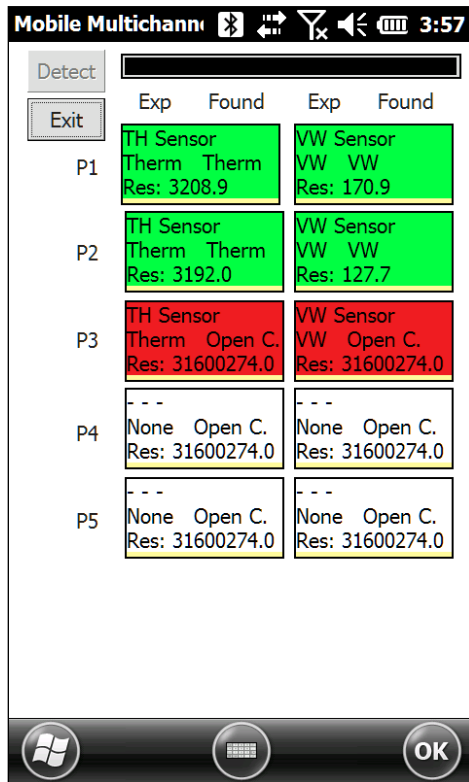 Mobile Multichann 3:57
Detect
Exit
Exp Found Exp Found
P1
TH Sensor
Therm Therm
Res: 3208.9
VW Sensor
VW VW
Res: 170.9
P2
TH Sensor
Therm Therm
Res: 3192.0
VW Sensor
VW VW
Res: 127.7
P3
TH Sensor
Therm Open C.
Res: 31600274.0
VW Sensor
VW Open C.
Res: 31600274.0
P4
- - -
None Open C.
Res: 31600274.0
- - -
None Open C.
Res: 31600274.0
P5
- - -
None Open C.
Res: 31600274.0
- - -
None Open C.
Res: 31600274.0
OK